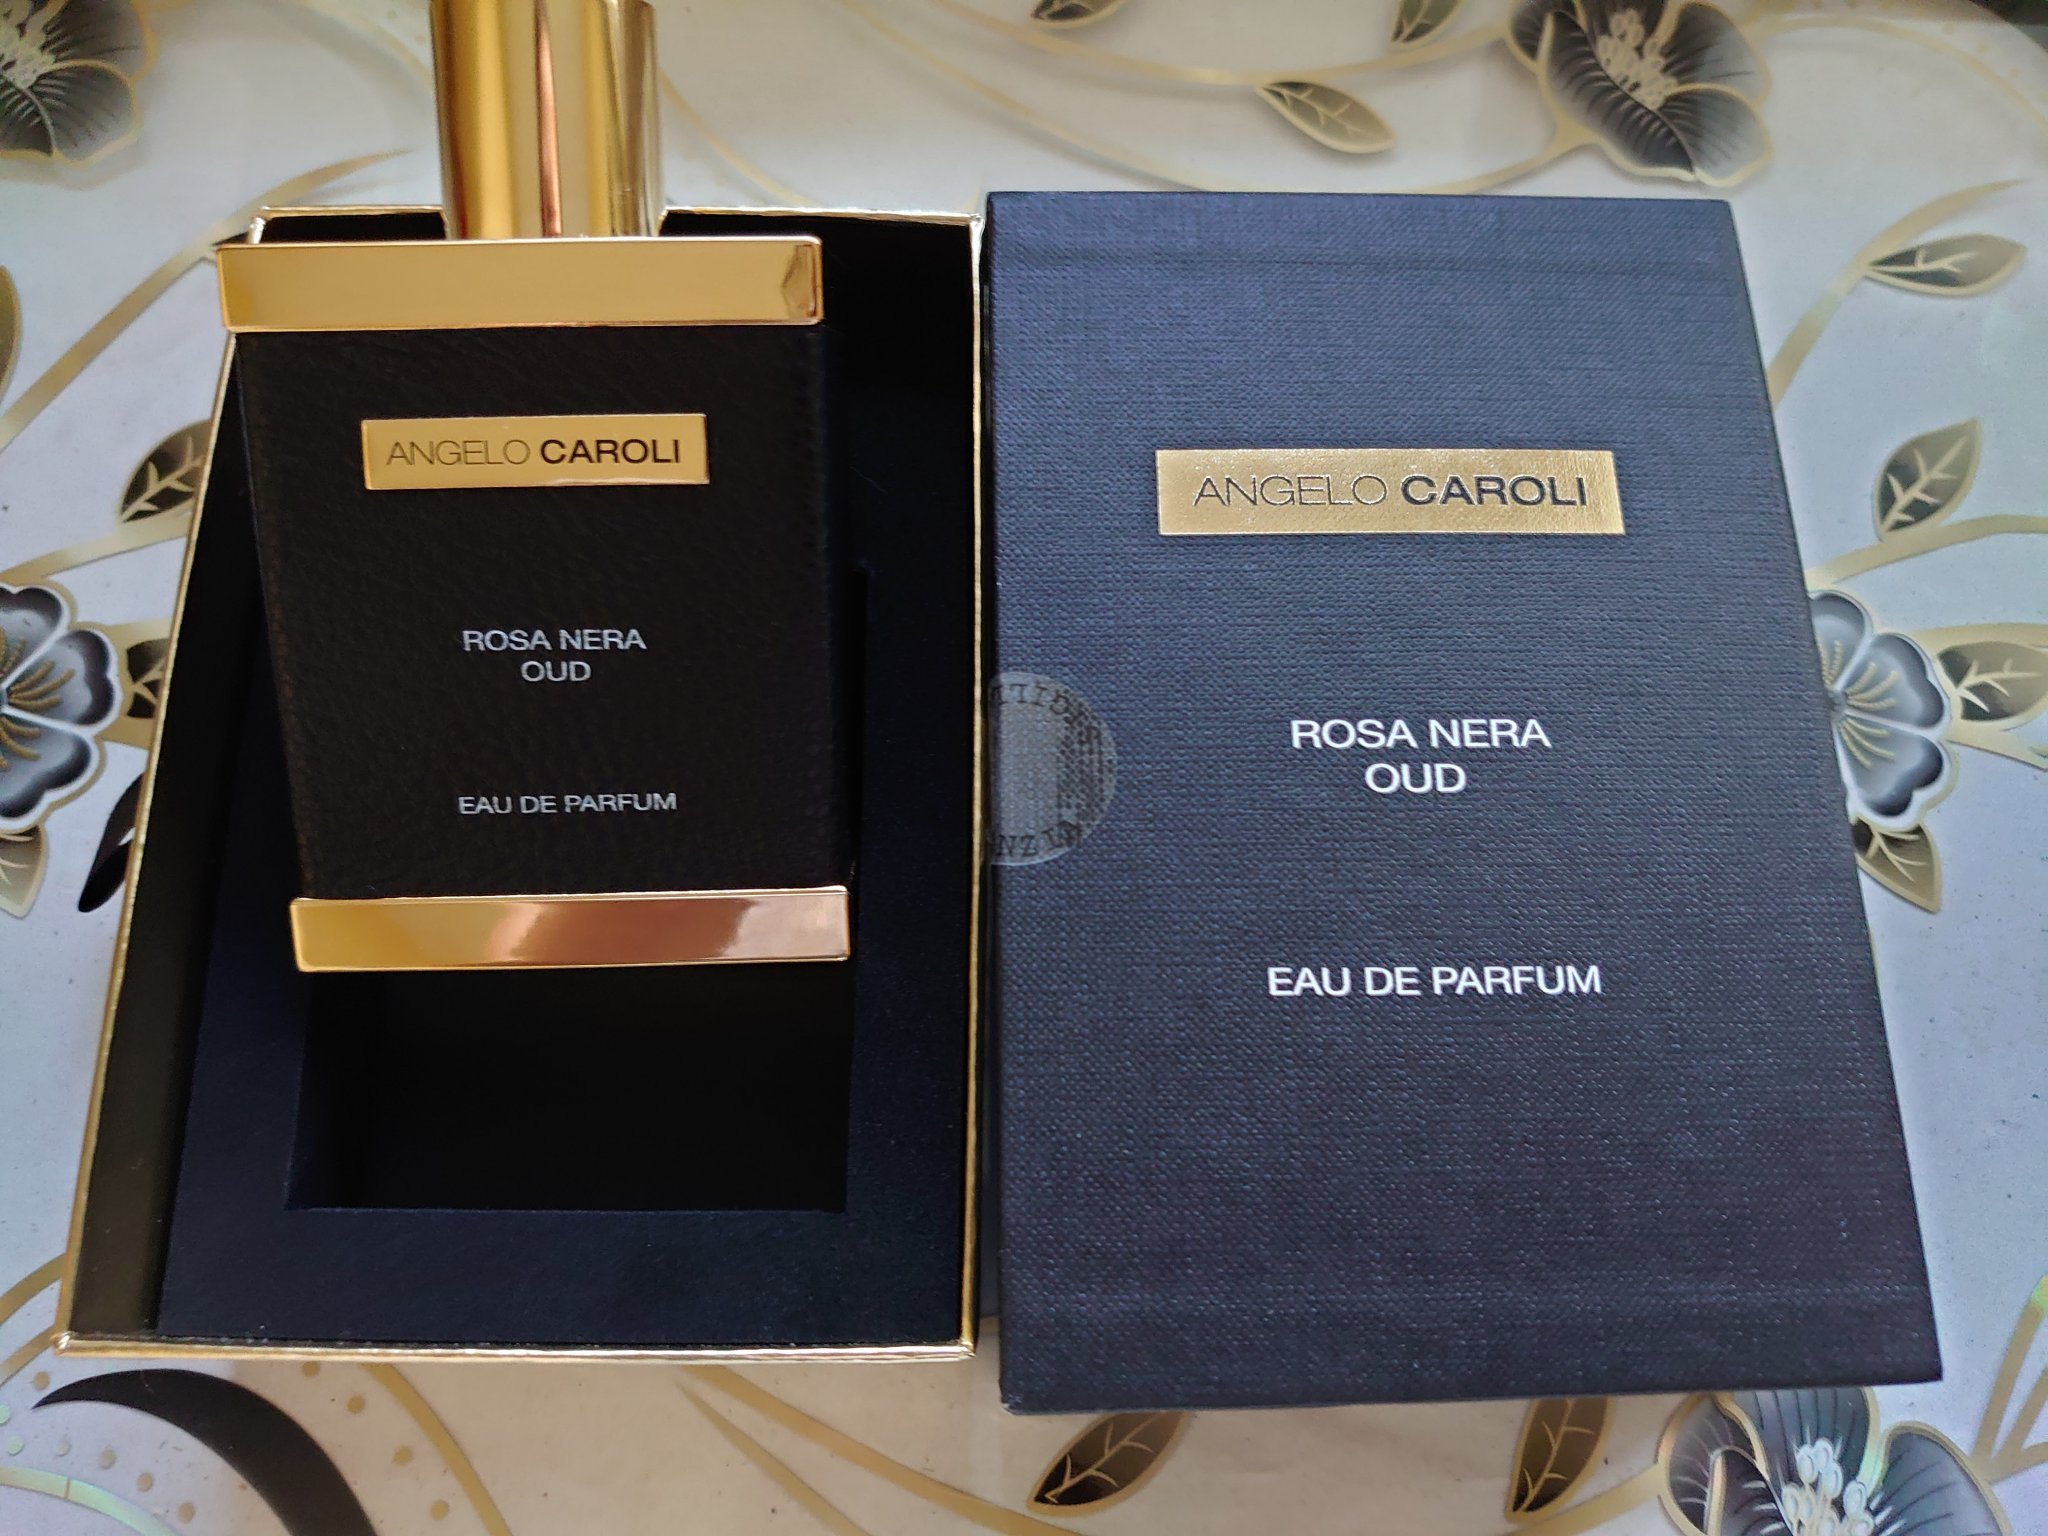 ANGELO CAROLI
ROSA NERA
OUD
EAU DE PARFUM
ANGELO CAROLI
ROSA NERA
OUD
EAU DE PARFUM